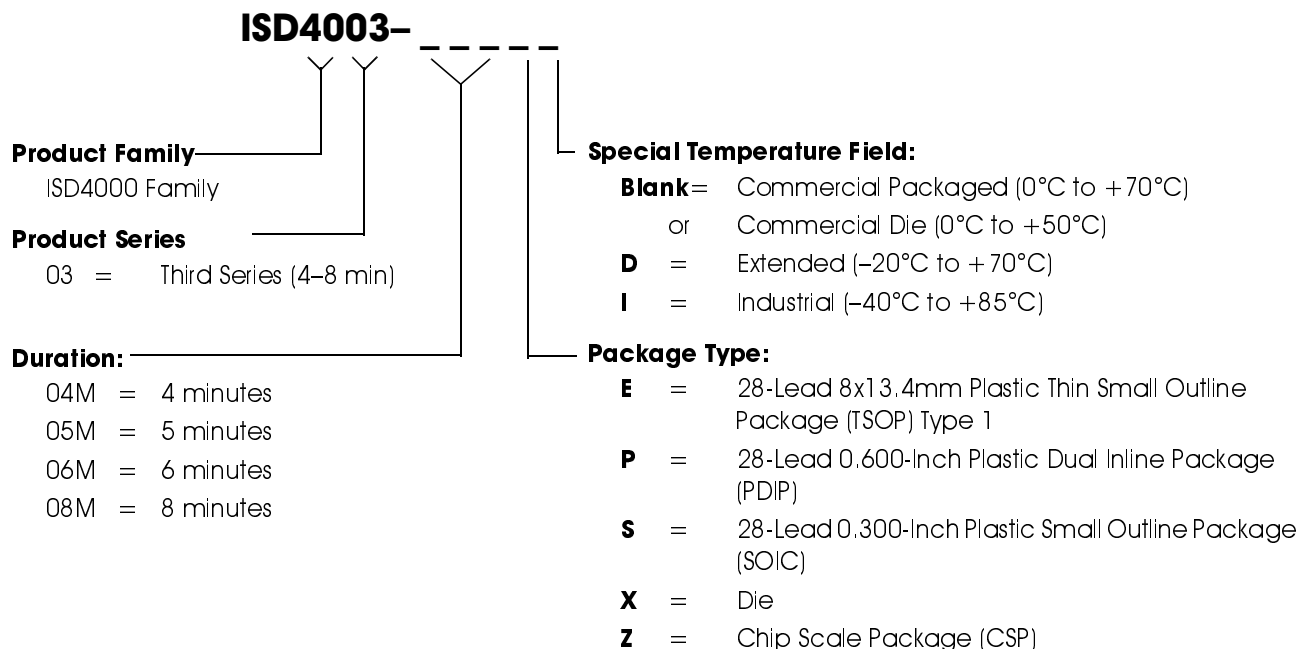 ISD4003– _ _ _ _ _
Product Family
ISD4000 Family
Product Series
03 = Third Series (4–8 min)
Duration:
04M = 4 minutes
05M = 5 minutes
06M = 6 minutes
08M = 8 minutes
Special Temperature Field:
Blank= Commercial Packaged (0°C to +70°C)
or Commercial Die (0°C to +50°C)
D = Extended (–20°C to +70°C)
I = Industrial (–40°C to +85°C)
Package Type:
E = 28-Lead 8x13.4mm Plastic Thin Small Outline
Package (TSOP) Type 1
P = 28-Lead 0.600-Inch Plastic Dual Inline Package
(PDIP)
S = 28-Lead 0.300-Inch Plastic Small Outline Package
(SOIC)
X = Die
Z = Chip Scale Package (CSP)